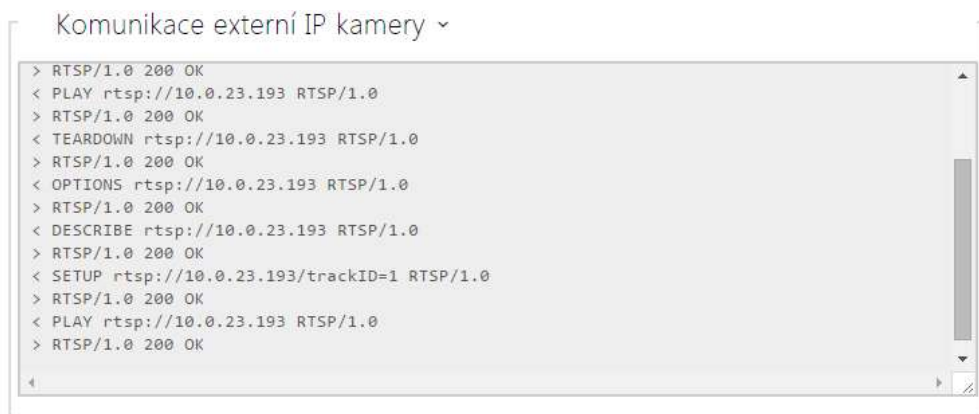 Komunikace externí IP kamery
> RTSP/1.0 200 OK
< PLAY rtsp://10.0.23.193 RTSP/1.0
> RTSP/1.0 200 OK
< TEARDOWN rtsp://10.0.23.193 RTSP/1.0
> RTSP/1.0 200 OK
< OPTIONS rtsp://10.0.23.193 RTSP/1.0
> RTSP/1.0 200 OK
< DESCRIBE rtsp://10.0.23.193 RTSP/1.0
> RTSP/1.0 200 OK
< SETUP rtsp://10.0.23.193/trackID=1 RTSP/1.0
> RTSP/1.0 200 OK
< PLAY rtsp://10.0.23.193 RTSP/1.0
> RTSP/1.0 200 OK